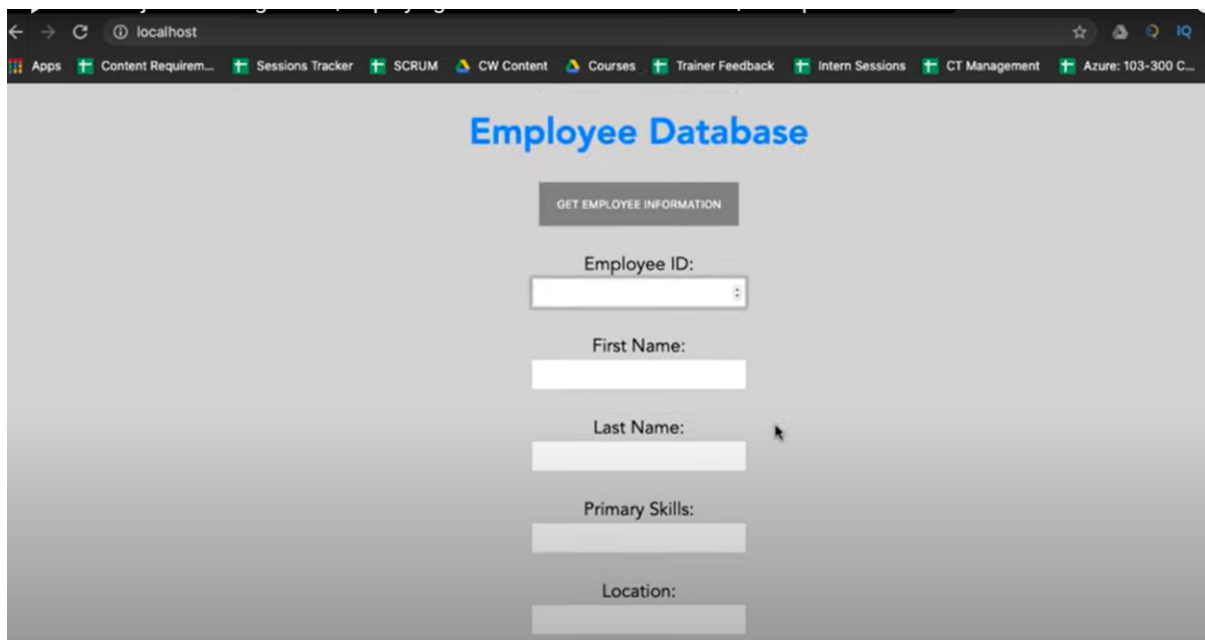 localhost
IQ
Apps Content Requirem... Sessions Tracker SCRUM CW Content Courses Trainer Feedback Intern Sessions CT Management Azure: 103-300 C...
Employee Database
GET EMPLOYEE INFORMATION
Employee ID:
First Name:
Last Name:
Primary Skills:
Location: